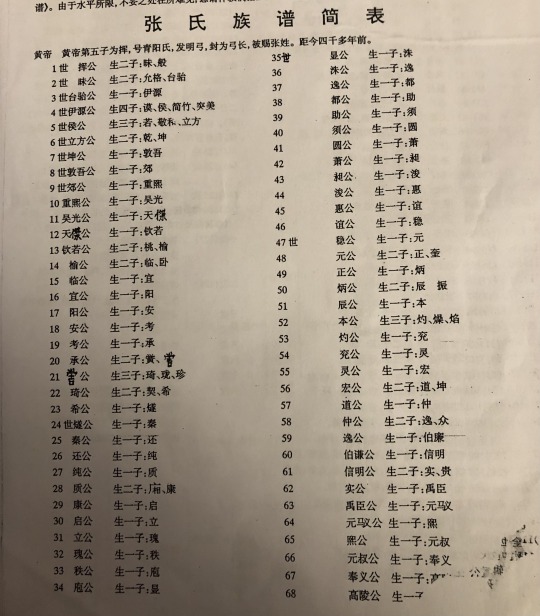 谱》。由于水平所限，
张氏族谱简表
黄帝 黄帝第五子为挥，号青阳氏，发明弓，封为弓长，被赐张姓。距今四千多年前。
1世 挥公 生二子：昧、般
2世 昧公 生二子：允格、台骀
3世台骀公 生一子：伊源
4世伊源公 生四子：谟、侯、简竹、夹美
5世侯公 生三子：若、敬和、立方
6世立方公 生二子：乾、坤
7世坤公 生一子：敦吾
8世敦吾公 生一子：郊
9世郊公 生一子：重熙
10重熙公 生一子：吴光
11吴光公 生一子：天傑
12天傑公 生一子：钦若
13钦若公 生二子：桃、榆
14 榆公 生二子：临、卧
15 临公 生一子：宜
16 宜公 生一子：阳
17 阳公 生一子：安
18 安公 生一子：考
19 考公 生一子：承
20 承公 生二子：黉、
21 公 生三子：琦、珑、珍
22 琦公 生二子：契、希
23 希公 生一子：燧
24世燧公 生一子：秦
25 秦公 生一子：还
26 还公 生一子：纯
27 纯公 生一子：质
28 质公 生二子：厢、康
29 康公 生一子：启
30 启公 生一子：立
31 立公 生一子：瑰
32 瑰公 生一子：秩
33 秩公 生一子：庖
34 庖公 生一子：显
35世 显公 生一子：洙
36 洙公 生一子：逸
37 逸公 生一子：都
38 都公 生一子：助
39 助公 生一子：须
40 须公 生一子：圆
41 圆公 生一子：萧
42 萧公 生一子：昶
43 昶公 生一子：浚
44 浚公 生一子：惠
45 惠公 生一子：谊
46 谊公 生一子：稳
47世 稳公 生一子：元
48 元公 生二子：正、奎
49 正公 生一子：炳
50 炳公 生二子：辰 振
51 辰公 生一子：本
52 本公 生三子：灼、燥、焰
53 灼公 生一子：兖
54 兖公 生一子：灵
55 灵公 生一子：宏
56 宏公 生二子：道、坤
57 道公 生一子：仲
58 仲公 生二子：逸、众
59 逸公 生一子：伯廉
60 伯谦公 生一子：信明
61 信明公 生二子：实、贵
62 实公 生一子：禹臣
63 禹臣公 生一子：元马议
64 元马议公 生一子：熙
65 熙公 生一子：元叔
66 元叔公 生一子：奉义
67 奉义公 生一子：
68 高陵公 生一子